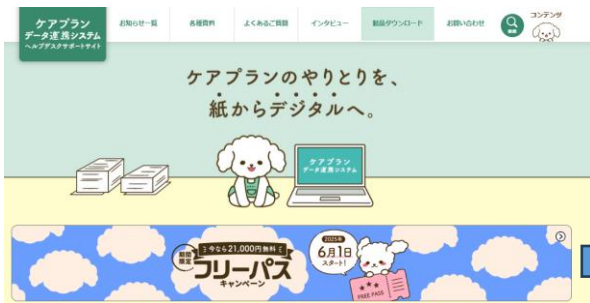 ケアプラン
データ連携システム
ヘルプデスクサポートサイト
お知らせ一覧
各種資料
よくあるご質問
インタビュー
製品ダウンロード
お問い合わせ
検索
コンテンツ
ケアプランのやりとりを、
紙からデジタルへ。
ケアプラン
データ連携システム
期間
限定
今なら21,000円無料
フリーパス
キャンペーン
2025年
6月1日
スタート!
FREE PASS